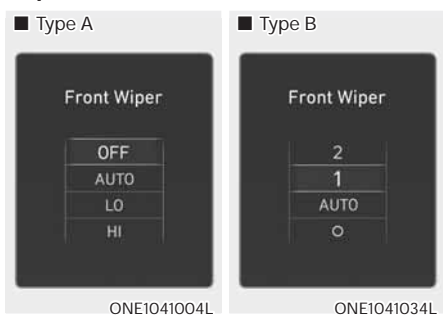 ■ Type A
Front Wiper
OFF
AUTO
LO
HI
ONE1041004L
■ Type B
Front Wiper
2
1
AUTO
O
ONE1041034L